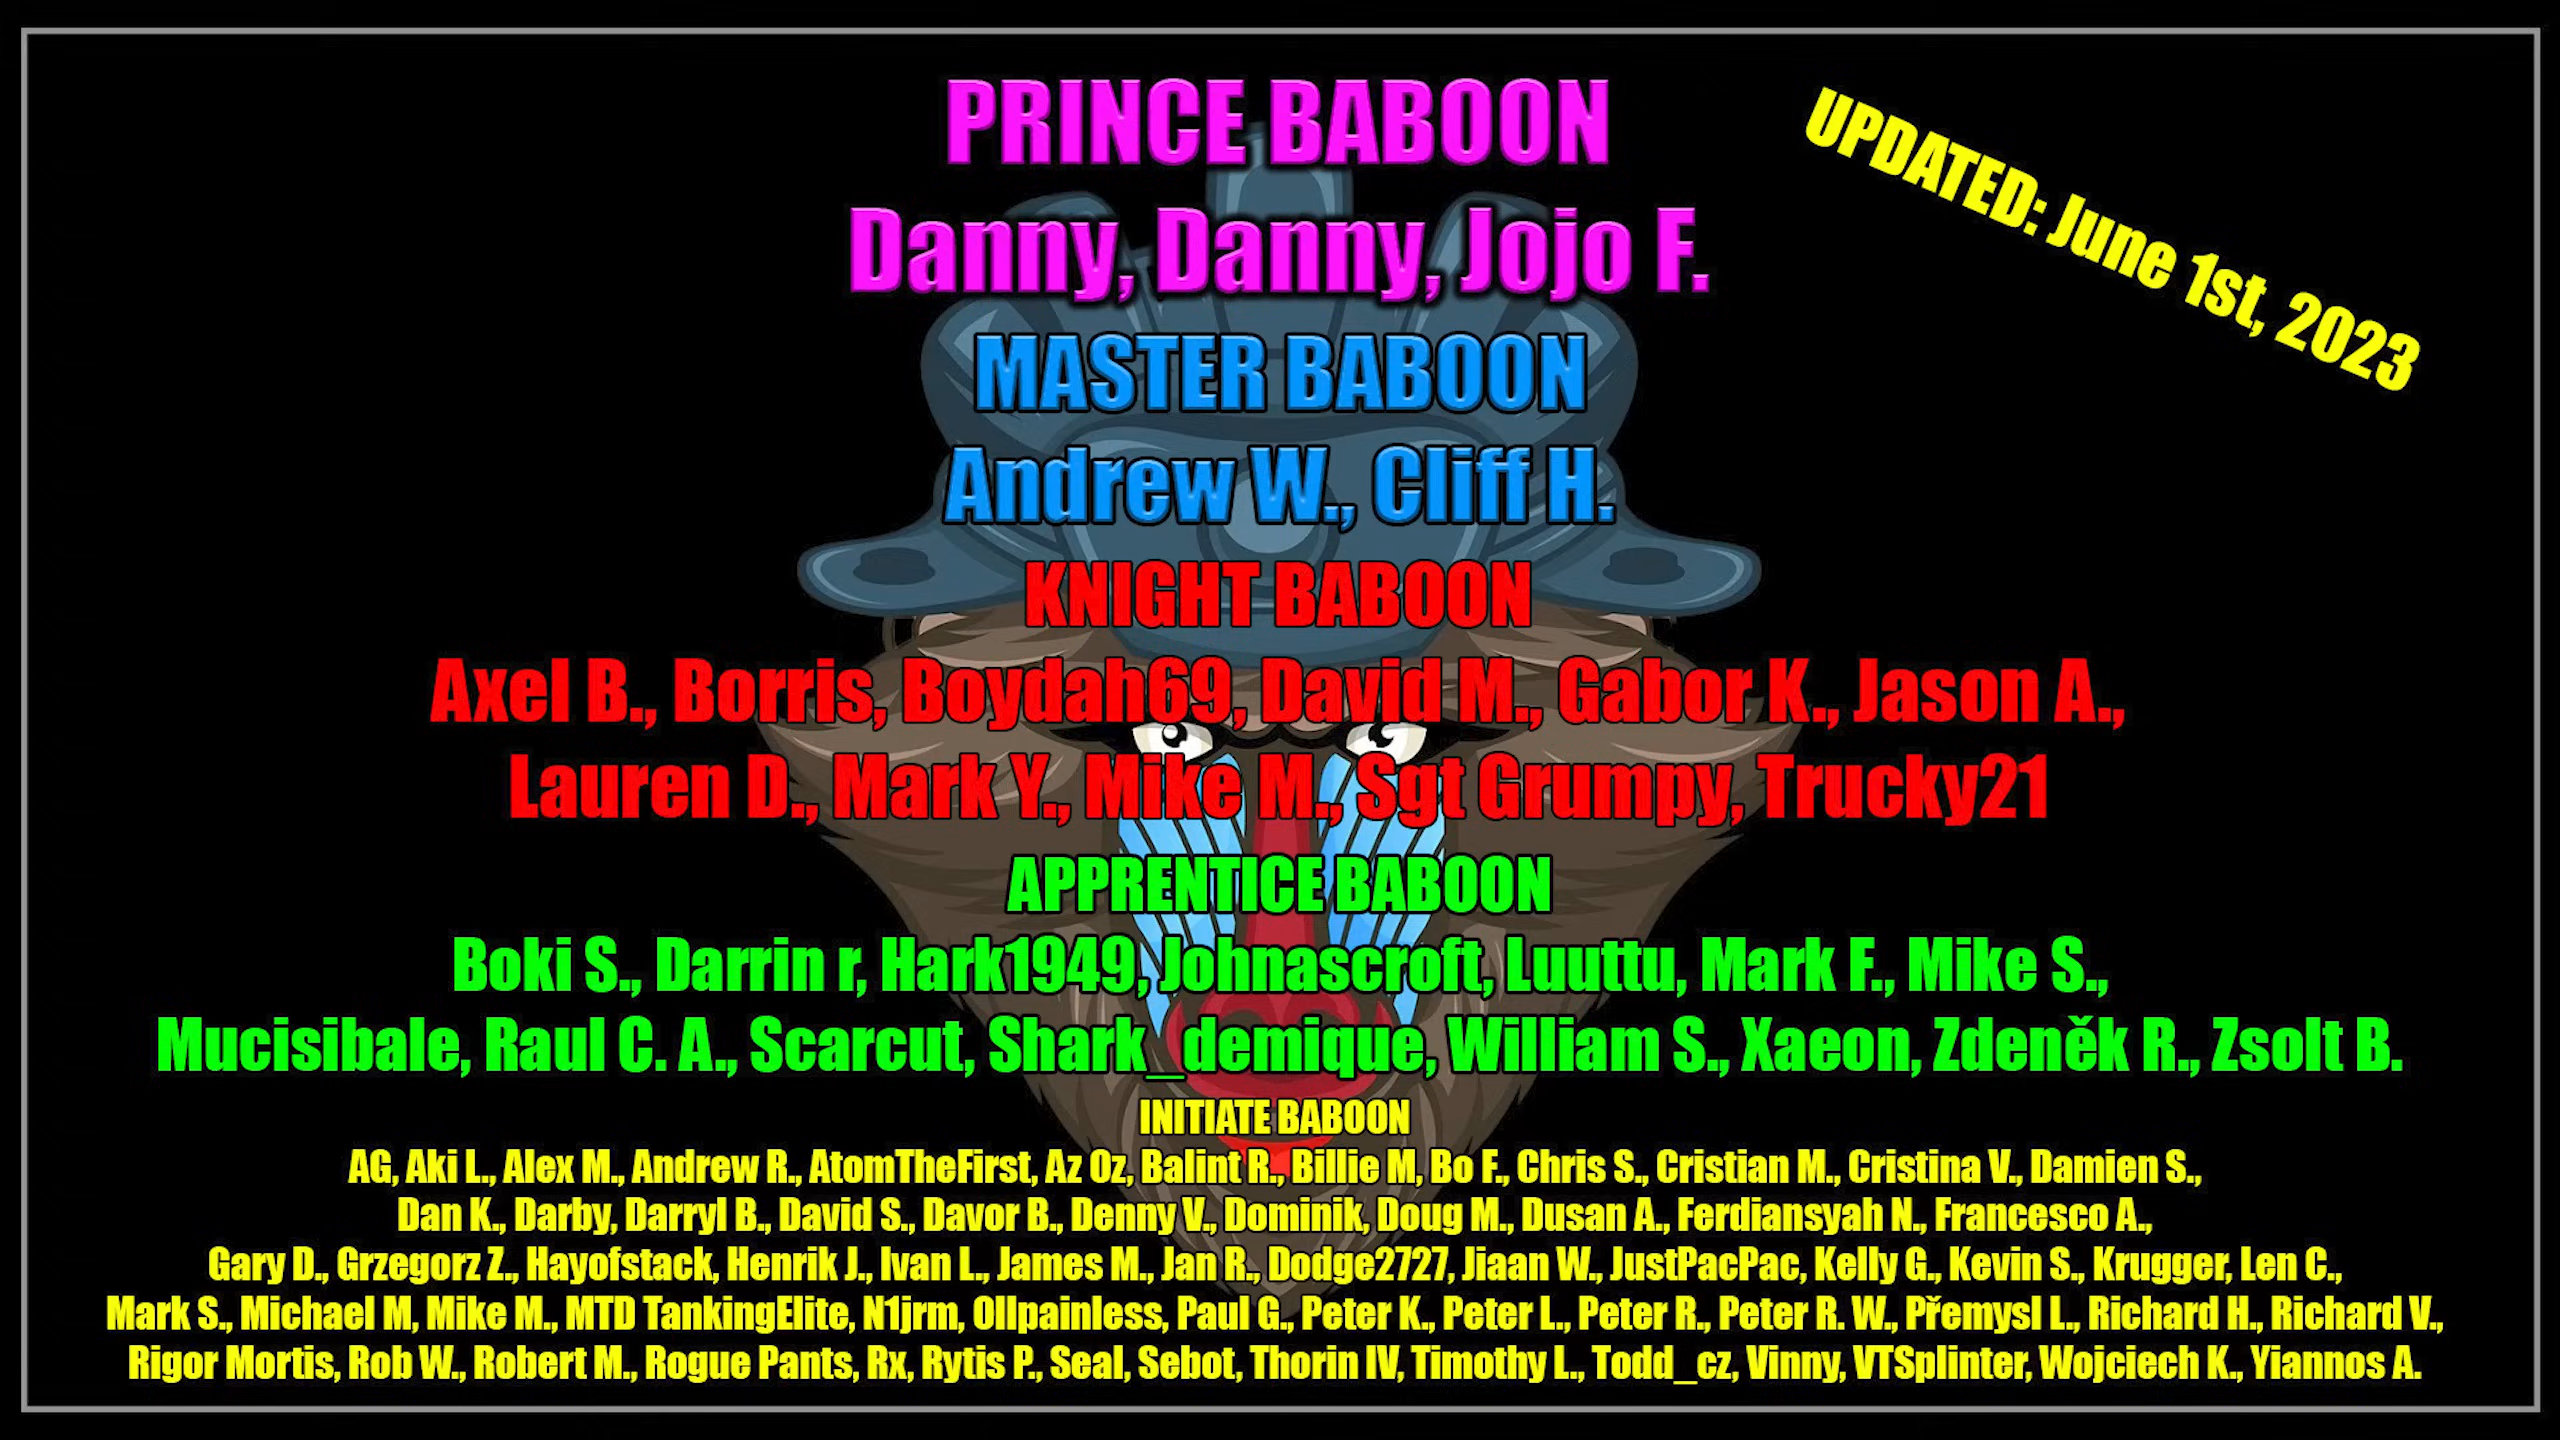 PRINCE BABOON
Danny, Danny, Jojo F.
UPDATED: June 1st, 2023
MASTER BABOON
Andrew W., Cliff H.
KNIGHT BABOON
Axel B., Borris, Boydah69, David M., Gabor K., Jason A.,
Lauren D., Mark Y., Mike M., Sgt Grumpy, Trucky21
APPRENTICE BABOON
Boki S., Darrin r, Hark1949, Johnascroft, Luuttu, Mark F., Mike S.,
Mucisibale, Raul C. A., Scarcut, Shark_demique, William S., Xaeon, Zdeněk R., Zsolt B.
INITIATE BABOON
AG, Aki L., Alex M., Andrew R., AtomTheFirst, Az Oz, Balint R., Billie M, Bo F., Chris S., Cristian M., Cristina V., Damien S.,
Dan K., Darby, Darryl B., David S., Davor B., Denny V., Dominik, Doug M., Dusan A., Ferdiansyah N., Francesco A.,
Gary D., Grzegorz Z., Hayofstack, Henrik J., Ivan L., James M., Jan R., Dodge2727, Jiaan W., JustPacPac, Kelly G., Kevin S., Krugger, Len C.,
Mark S., Michael M, Mike M., MTD TankingElite, N1jrm, Ollpainless, Paul G., Peter K., Peter L., Peter R., Peter R. W., Přemysl L., Richard H., Richard V.,
Rigor Mortis, Rob W., Robert M., Rogue Pants, Rx, Rytis P., Seal, Sebot, Thorin IV, Timothy L., Todd_cz, Vinny, VTSplinter, Wojciech K., Yiannos A.